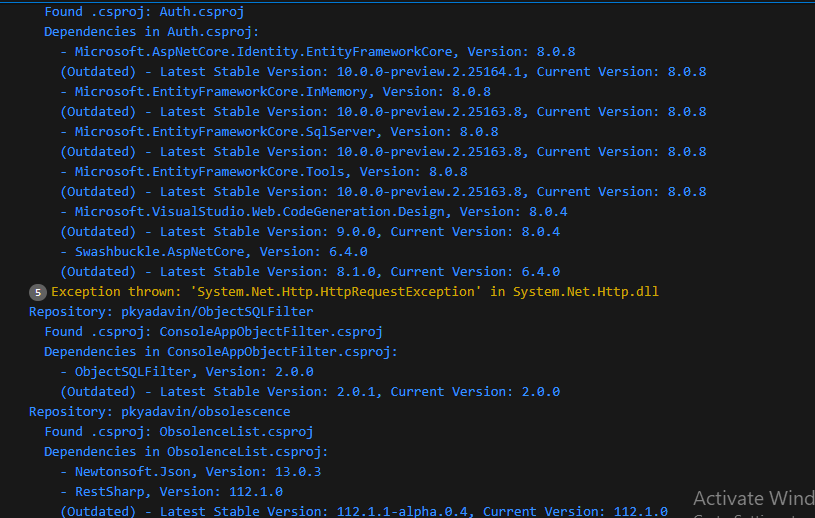 Found .csproj: Auth.csproj
Dependencies in Auth.csproj:
- Microsoft.AspNetCore.Identity.EntityFrameworkCore, Version: 8.0.8
(Outdated) - Latest Stable Version: 10.0.0-preview.2.25164.1, Current Version: 8.0.8
- Microsoft.EntityFrameworkCore.InMemory, Version: 8.0.8
(Outdated) - Latest Stable Version: 10.0.0-preview.2.25163.8, Current Version: 8.0.8
- Microsoft.EntityFrameworkCore.SqlServer, Version: 8.0.8
(Outdated) - Latest Stable Version: 10.0.0-preview.2.25163.8, Current Version: 8.0.8
- Microsoft.EntityFrameworkCore.Tools, Version: 8.0.8
(Outdated) - Latest Stable Version: 10.0.0-preview.2.25163.8, Current Version: 8.0.8
- Microsoft.VisualStudio.Web.CodeGeneration.Design, Version: 8.0.4
(Outdated) - Latest Stable Version: 9.0.0, Current Version: 8.0.4
- Swashbuckle.AspNetCore, Version: 6.4.0
(Outdated) - Latest Stable Version: 8.1.0, Current Version: 6.4.0
5 Exception thrown: 'System.Net.Http.HttpRequestException' in System.Net.Http.dll
Repository: pkyadavin/ObjectSQLFilter
Found .csproj: ConsoleAppObjectFilter.csproj
Dependencies in ConsoleAppObjectFilter.csproj:
- ObjectSQLFilter, Version: 2.0.0
(Outdated) - Latest Stable Version: 2.0.1, Current Version: 2.0.0
Repository: pkyadavin/obsolescence
Found .csproj: ObsolenceList.csproj
Dependencies in ObsolenceList.csproj:
- Newtonsoft.Json, Version: 13.0.3
- RestSharp, Version: 112.1.0
(Outdated) - Latest Stable Version: 112.1.1-alpha.0.4, Current Version: 112.1.0
Activate Wind